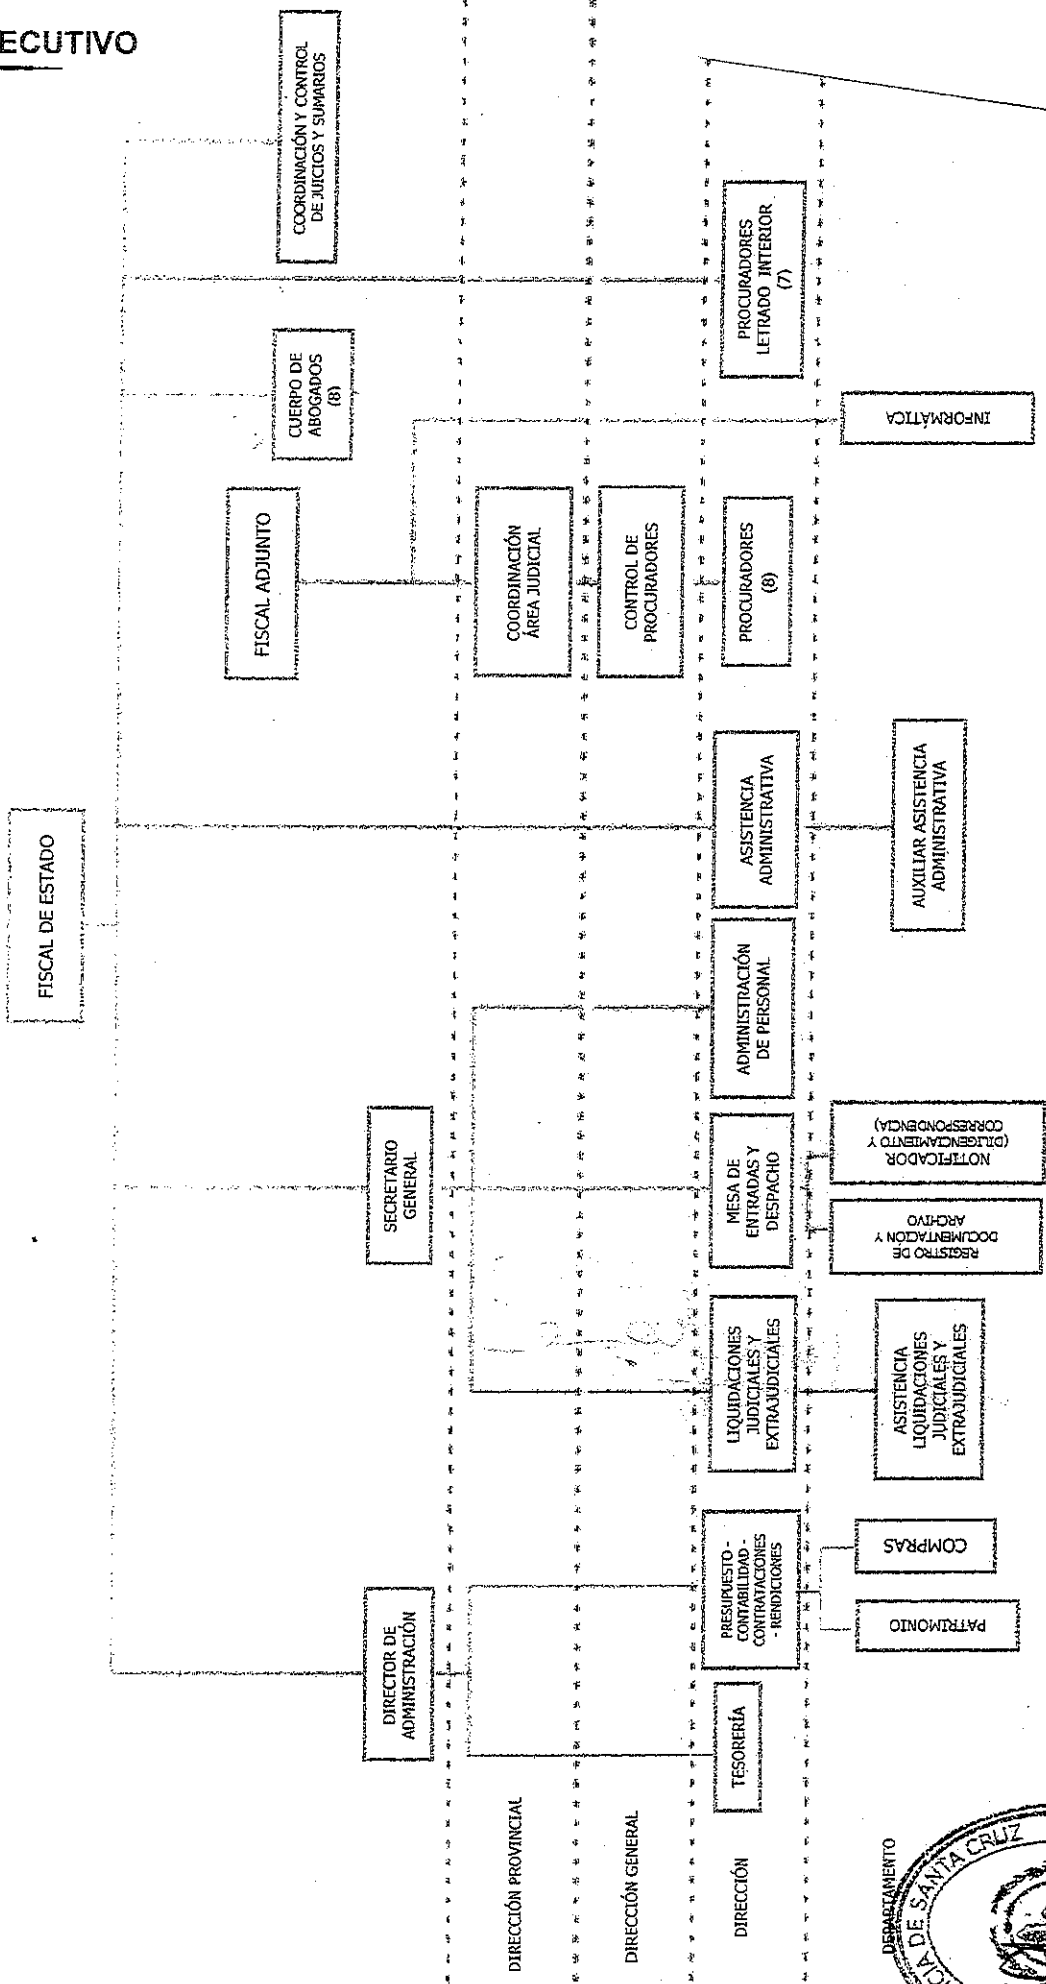 ECUTIVO
FISCAL DE ESTADO
DIRECTOR DE
ADMINISTRACIÓN
SECRETARIO
GENERAL
FISCAL ADJUNTO
CUERPO DE
ABOGADOS
(8)
COORDINACIÓN Y CONTROL
DE JUICIOS Y SUMARIOS
DIRECCIÓN PROVINCIAL
COORDINACIÓN
ÁREA JUDICIAL
DIRECCIÓN GENERAL
CONTROL DE
PROCURADORES
DIRECCIÓN
TESORERÍA
PRESUPUESTO -
CONTABILIDAD -
CONTRATACIONES
- RENDICIONES
LIQUIDACIONES
JUDICIALES Y
EXTRAJUDICIALES
MESA DE
ENTRADAS Y
DESPACHO
ADMINISTRACIÓN
DE PERSONAL
ASISTENCIA
ADMINISTRATIVA
PROCURADORES
(8)
PROCURADORES
LETRADO INTERIOR
(7)
DEPARTAMENTO
PATRIMONIO
COMPRAS
ASISTENCIA
LIQUIDACIONES
JUDICIALES Y
EXTRAJUDICIALES
REGISTRO DE
DOCUMENTACIÓN Y
ARCHIVO
NOTIFICADOR
(DILIGENCIAMIENTO Y
CORRESPONDENCIA)
AUXILIAR ASISTENCIA
ADMINISTRATIVA
INFORMÁTICA
CIA DE SANTA CRUZ